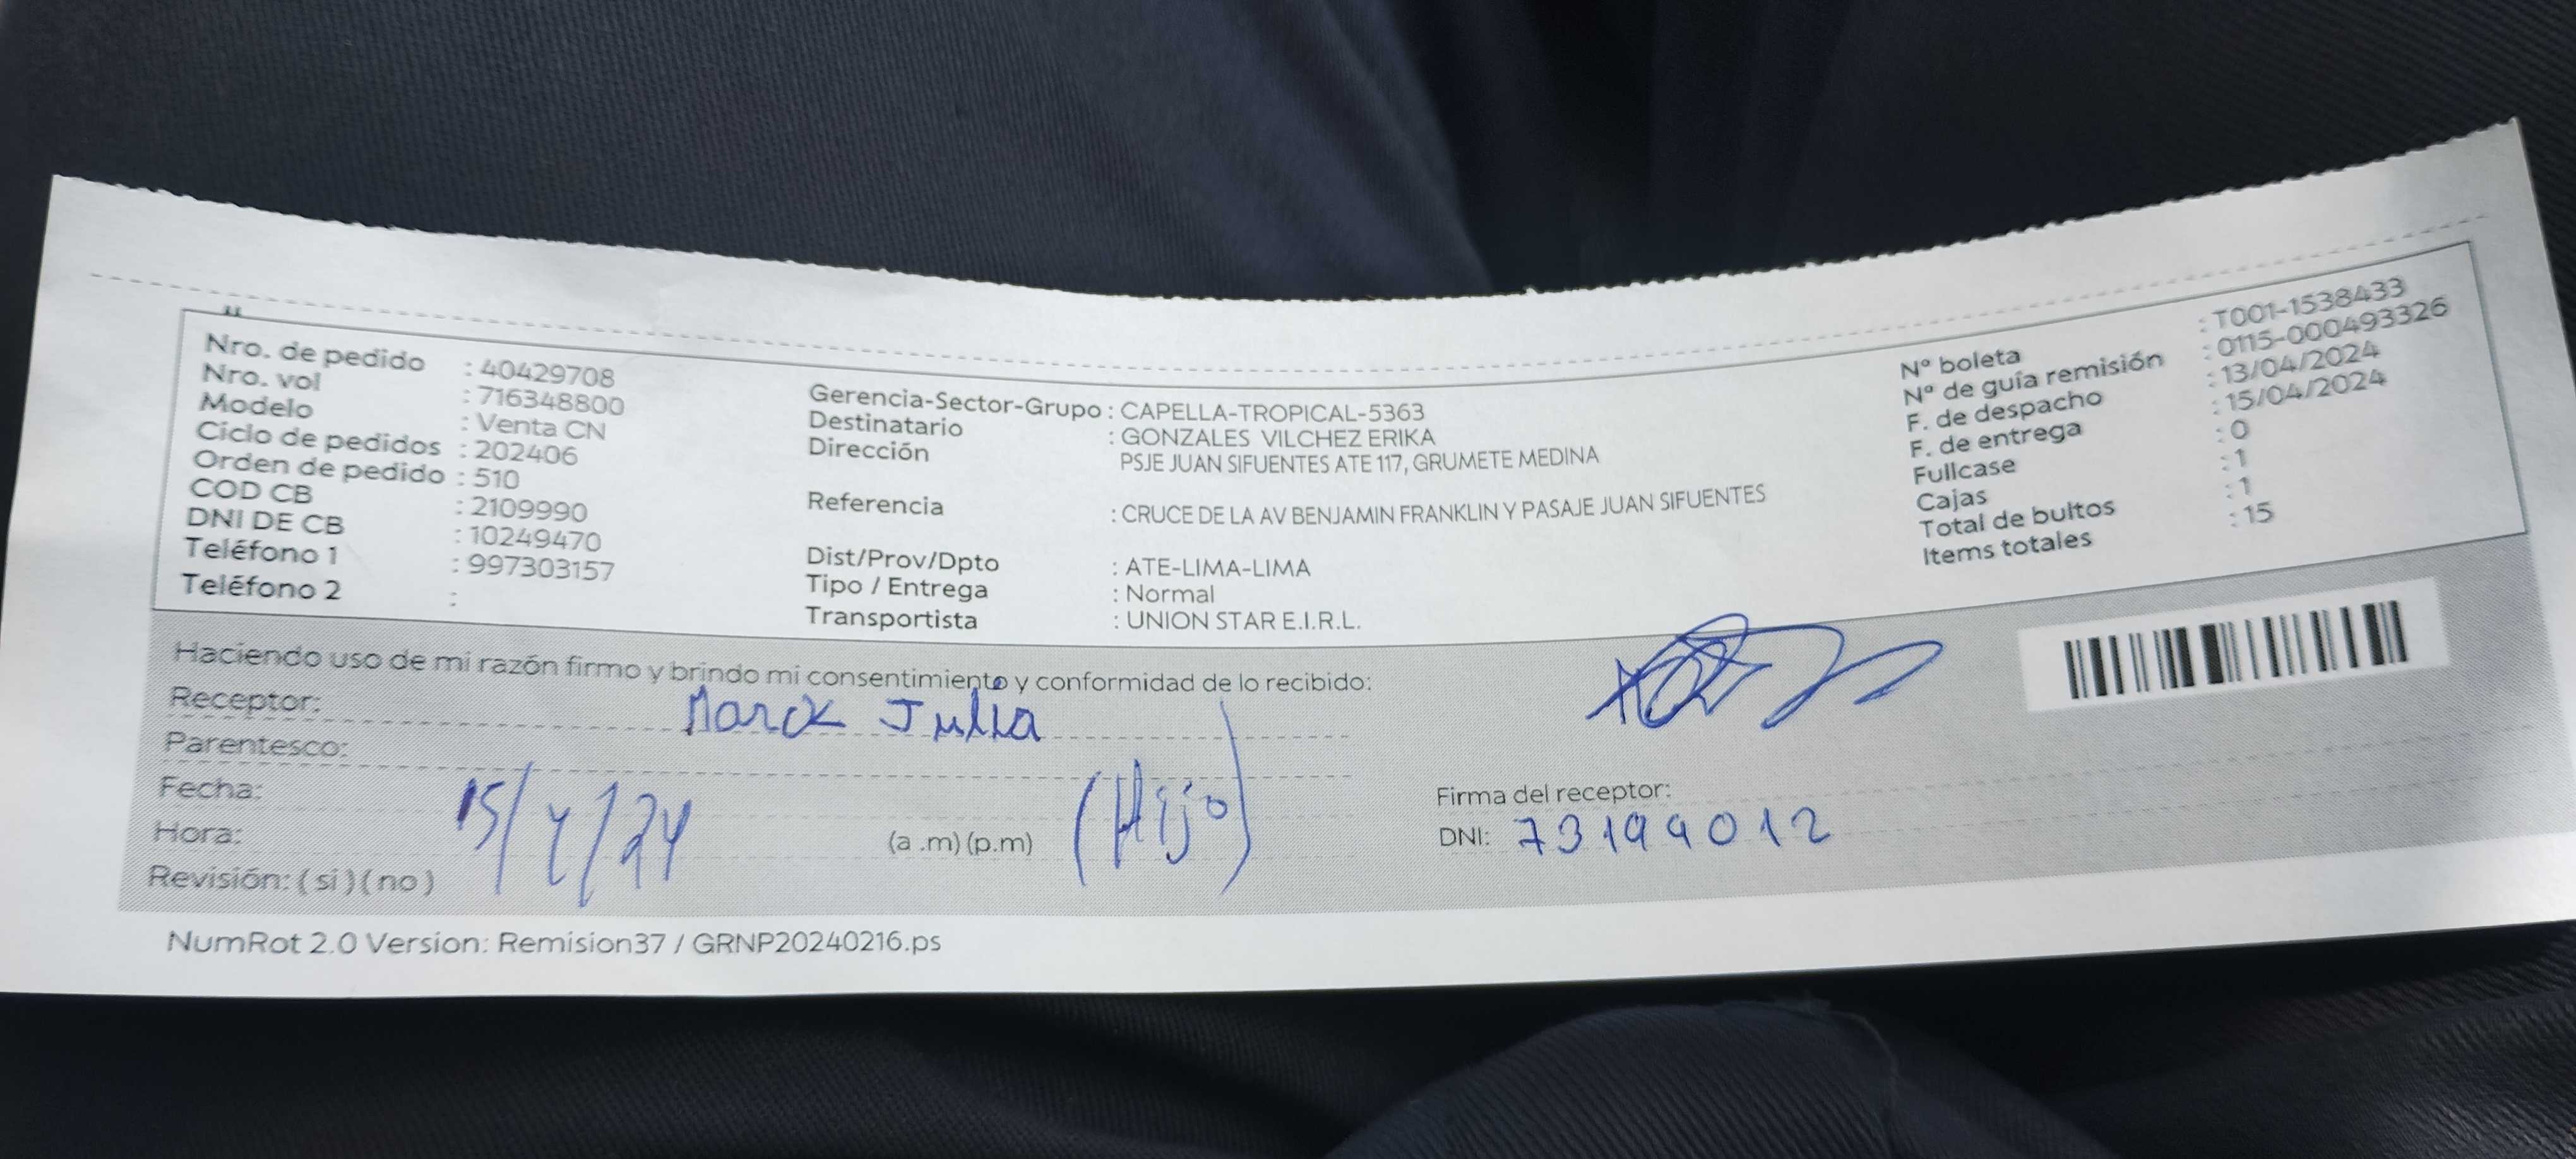 Nro. de pedido : 40429708
Nro. vol : 716348800
Modelo : Venta CN
Ciclo de pedidos : 202406
Orden de pedido : 510
COD CB : 2109990
DNI DE CB : 10249470
Teléfono 1 : 997303157
Teléfono 2 :
Gerencia-Sector-Grupo : CAPELLA-TROPICAL-5363
Destinatario : GONZALES VILCHEZ ERIKA
Dirección PSJE JUAN SIFUENTES ATE 117, GRUMETE MEDINA
Referencia : CRUCE DE LA AV BENJAMIN FRANKLIN Y PASAJE JUAN SIFUENTES
Dist/Prov/Dpto : ATE-LIMA-LIMA
Tipo / Entrega : Normal
Transportista : UNION STAR E.I.R.L.
Nº boleta : T001-1538433
Nª de guía remisión : 0115-000493326
F. de despacho : 13/04/2024
F. de entrega : 15/04/2024
Fullcase : 0
Cajas : 1
Total de bultos : 1
Items totales : 15
Haciendo uso de mi razón firmo y brindo mi consentimiento y conformidad de lo recibido:
Receptor: Marck Julca
Parentesco: (Hijo)
Fecha: 15/4/24
Hora: (a .m) (p.m)
Revisión: ( si ) ( no )
Firma del receptor:
DNI: 73199012
NumRot 2.0 Version: Remision37 / GRNP20240216.ps